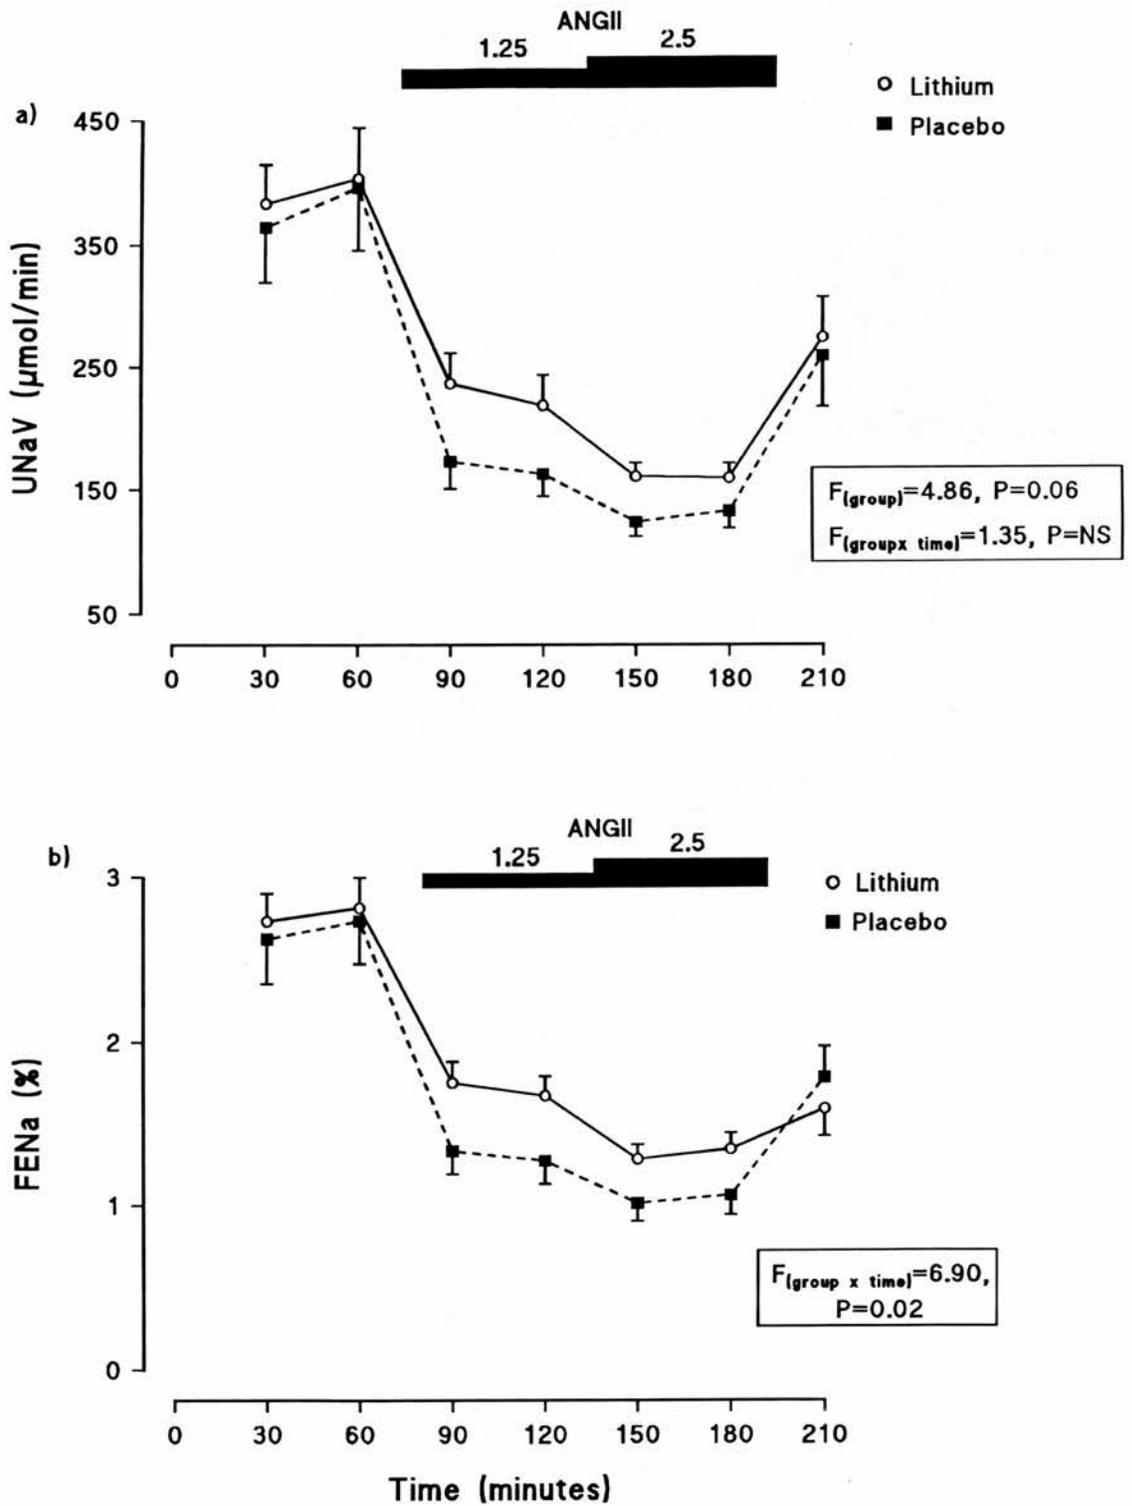 ANGII
1.25 2.5
Lithium
Placebo
a)
450
350
250
150
50
UNaV (µmol/min)
F(group)=4.86, P=0.06
F(groupx time)=1.35, P=NS
0 30 60 90 120 150 180 210
ANGII
1.25 2.5
b)
Lithium
Placebo
3
2
1
0
FENa (%)
F(group x time)=6.90,
P=0.02
0 30 60 90 120 150 180 210
Time (minutes)